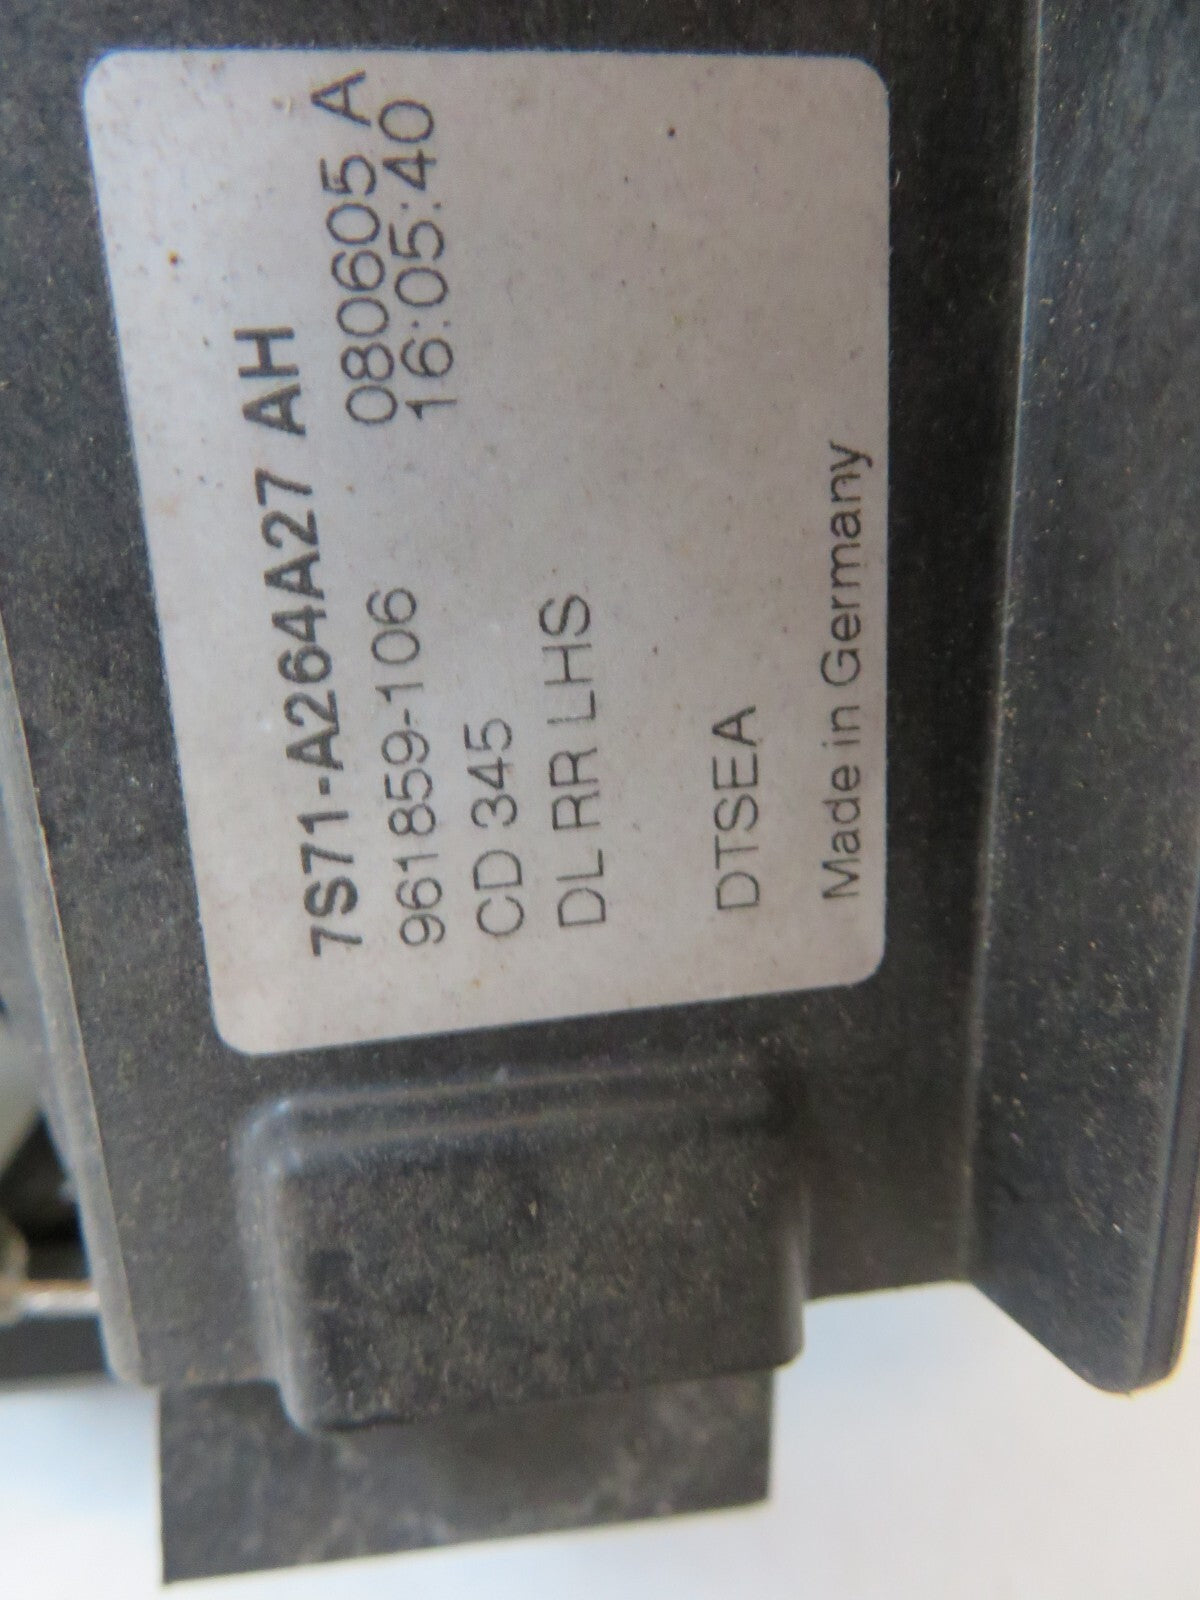 7S71-A264A27 AH
961859-106 080605 A
CD 345 16:05:40
DL RR LHS
DTSEA
Made in Germany